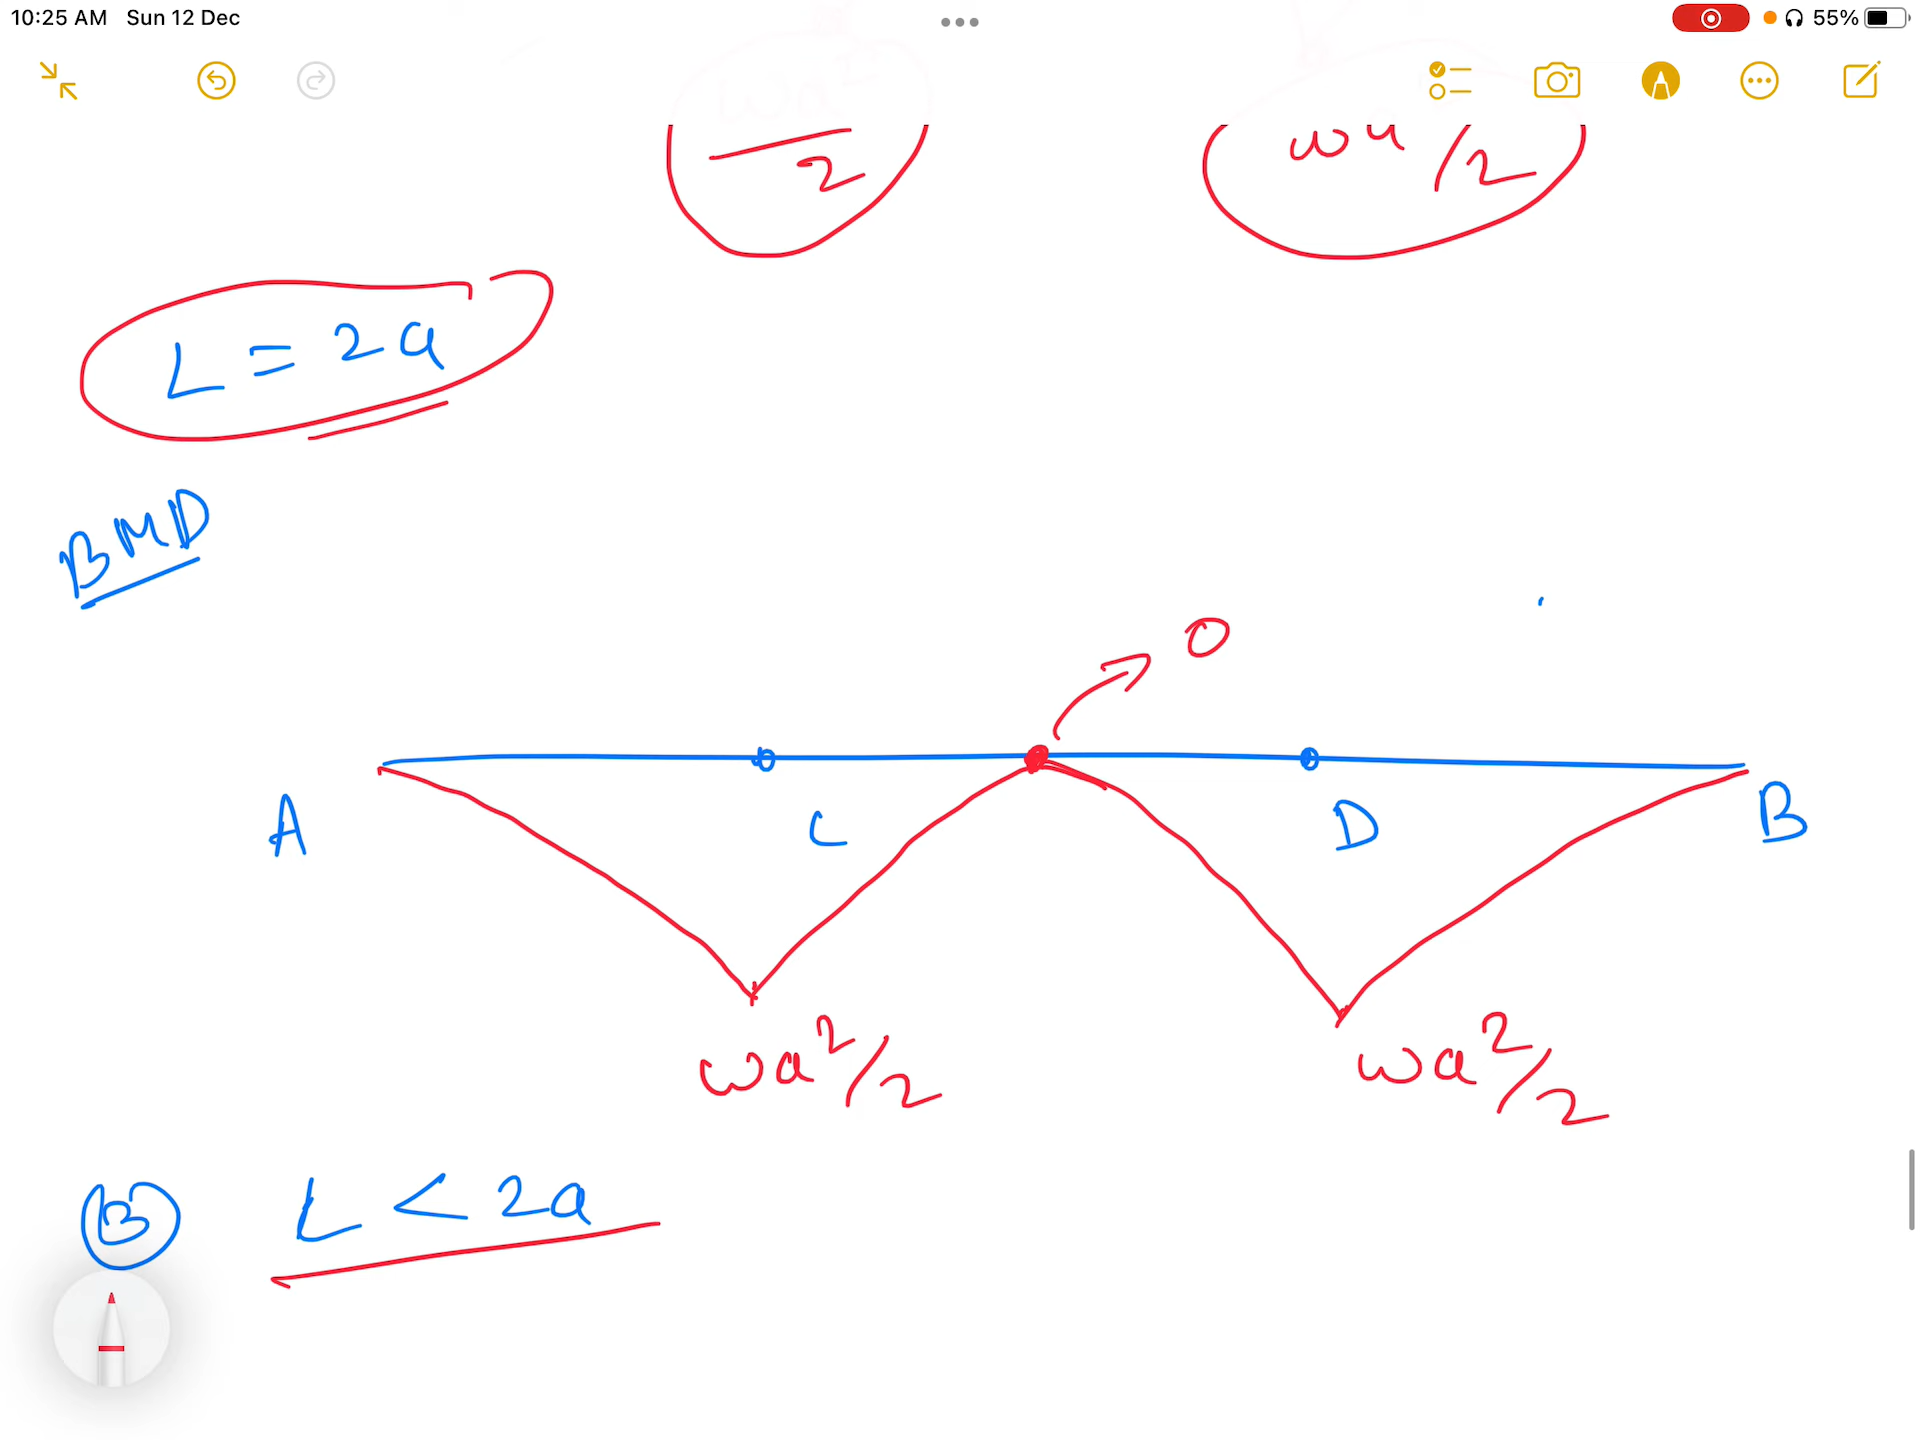 10:25 AM Sun 12 Dec 55%
2
wa /2
L = 2a
BMD
0
A C D B
wa²/2 wa²/2
(B) L < 2a